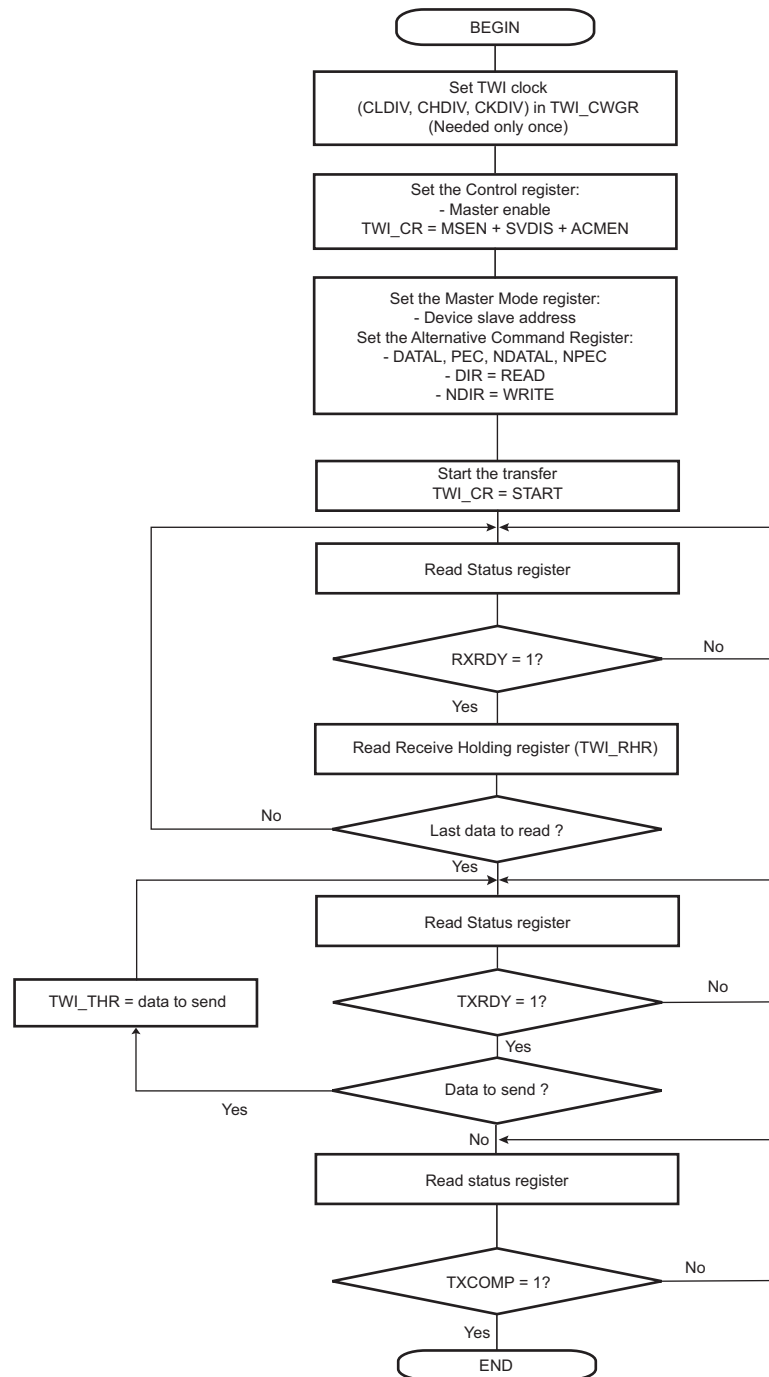 BEGIN
Set TWI clock
(CLDIV, CHDIV, CKDIV) in TWI_CWGR
(Needed only once)
Set the Control register:
- Master enable
TWI_CR = MSEN + SVDIS + ACMEN
Set the Master Mode register:
- Device slave address
Set the Alternative Command Register:
- DATAL, PEC, NDATAL, NPEC
- DIR = READ
- NDIR = WRITE
Start the transfer
TWI_CR = START
Read Status register
RXRDY = 1?
No
Yes
Read Receive Holding register (TWI_RHR)
No
Last data to read ?
Yes
Read Status register
TWI_THR = data to send
TXRDY = 1?
No
Yes
Data to send ?
Yes
No
Read status register
TXCOMP = 1?
No
Yes
END